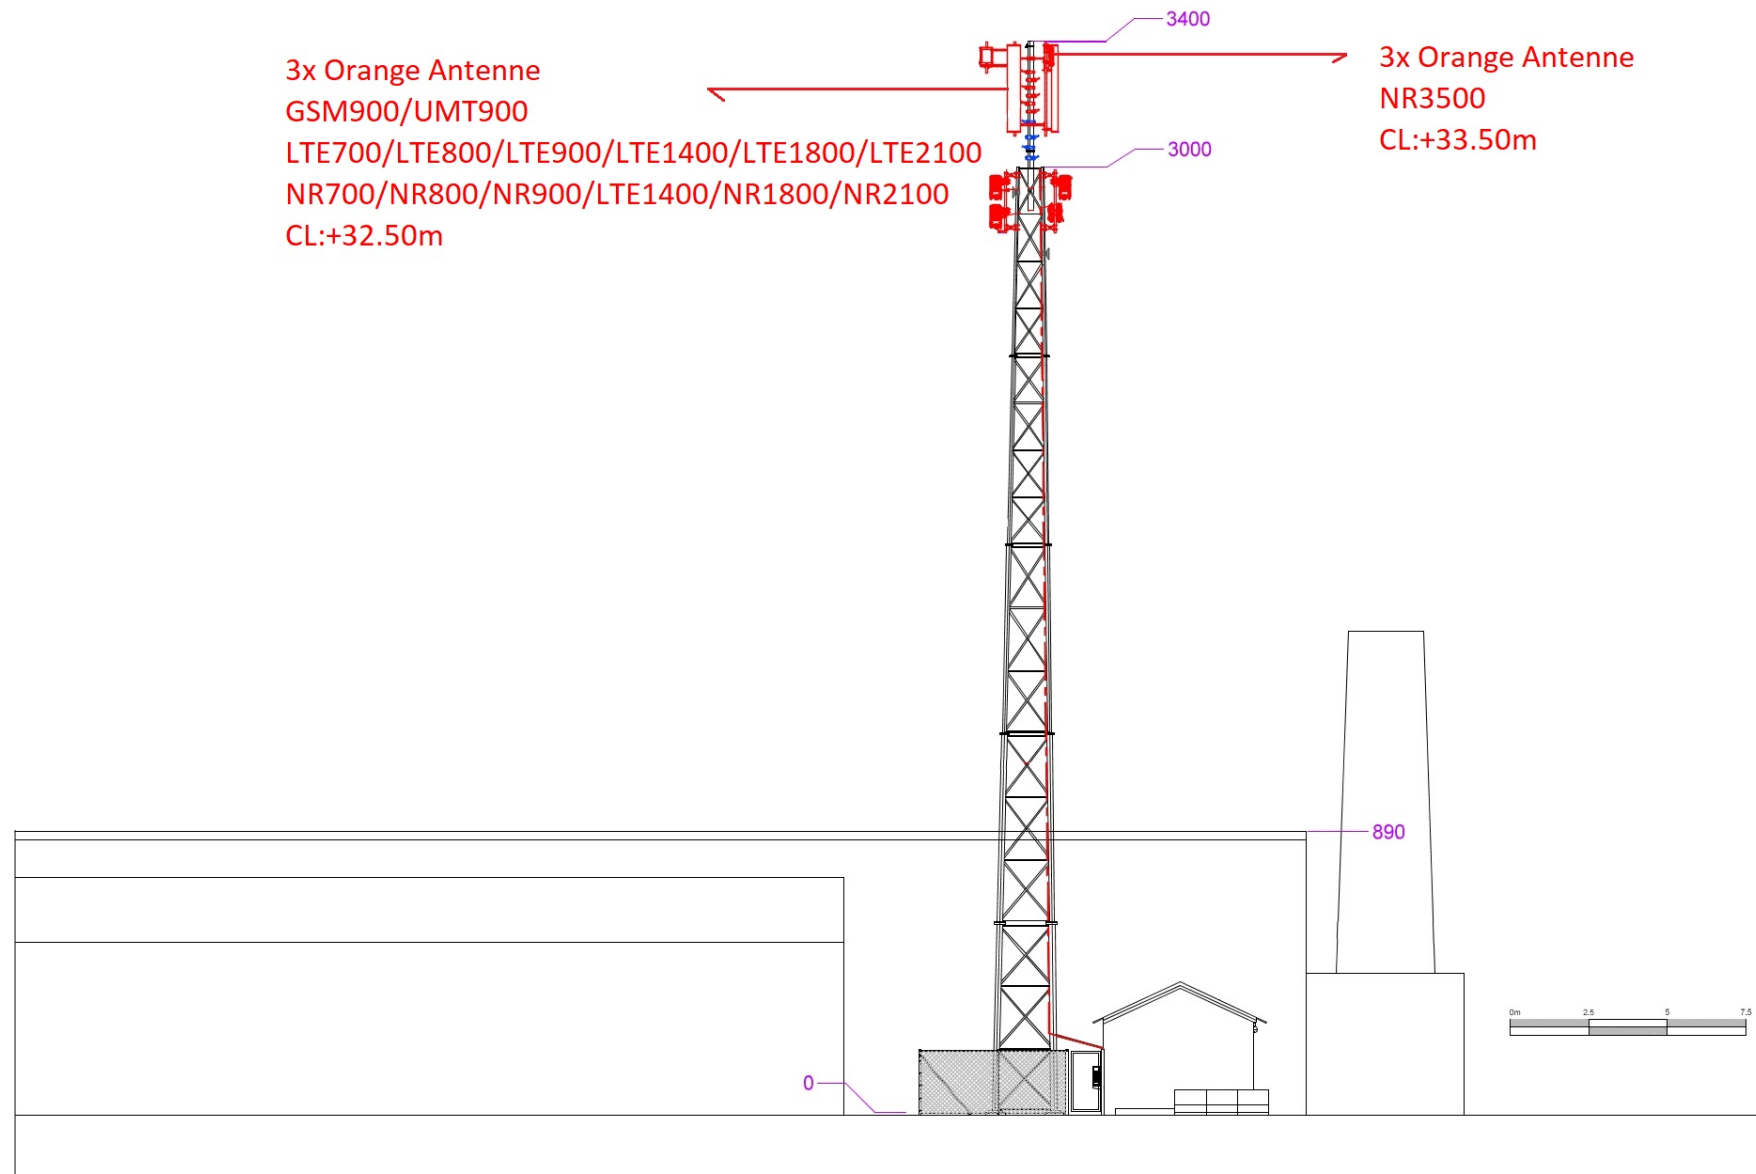 3400
3x Orange Antenne
GSM900/UMT900
LTE700/LTE800/LTE900/LTE1400/LTE1800/LTE2100
NR700/NR800/NR900/LTE1400/NR1800/NR2100
CL:+32.50m
3x Orange Antenne
NR3500
CL:+33.50m
3000
890
0m 2.5 5 7.5
0